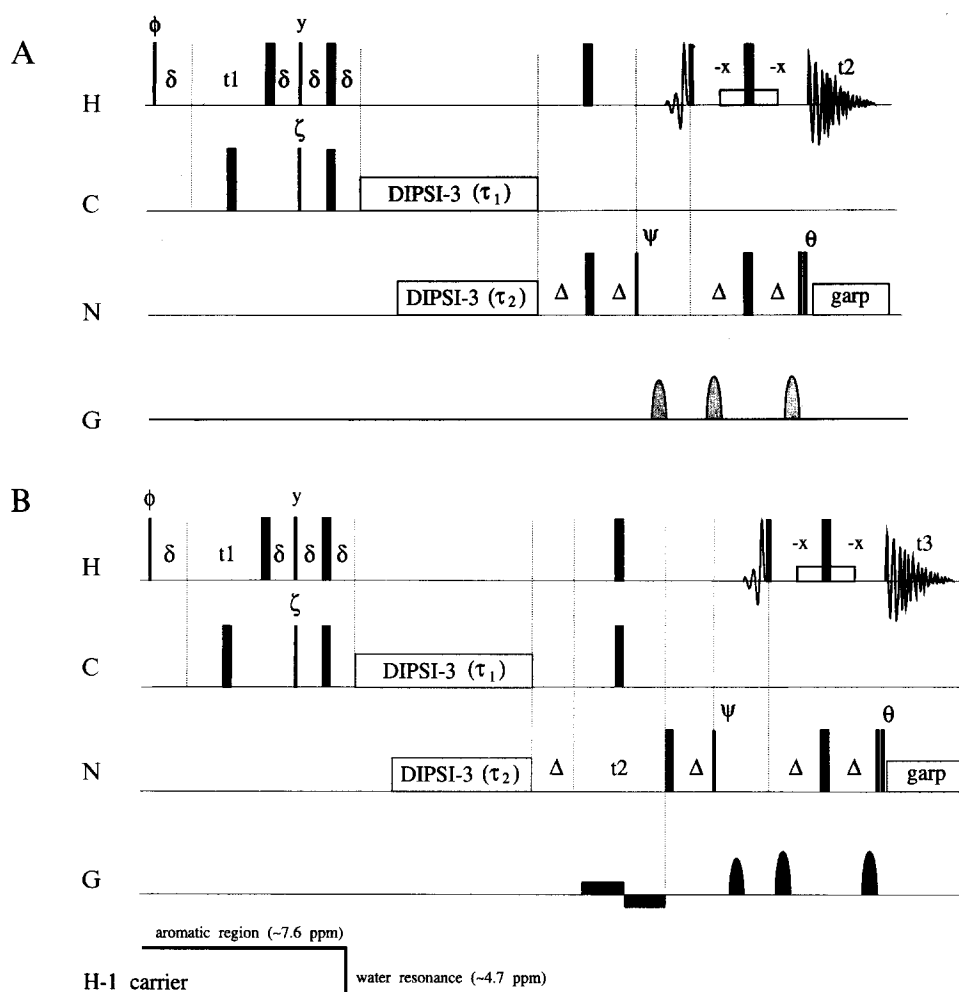 A
ϕ y
δ t1 δ δ δ -x -x t2
H
ζ
C DIPSI-3 (τ1)
ψ θ
N DIPSI-3 (τ2) Δ Δ Δ Δ garp
G
B
ϕ y
δ t1 δ δ δ -x -x t3
H
ζ
C DIPSI-3 (τ1)
ψ θ
N DIPSI-3 (τ2) Δ t2 Δ Δ Δ garp
G
aromatic region (~7.6 ppm)
H-1 carrier water resonance (~4.7 ppm)